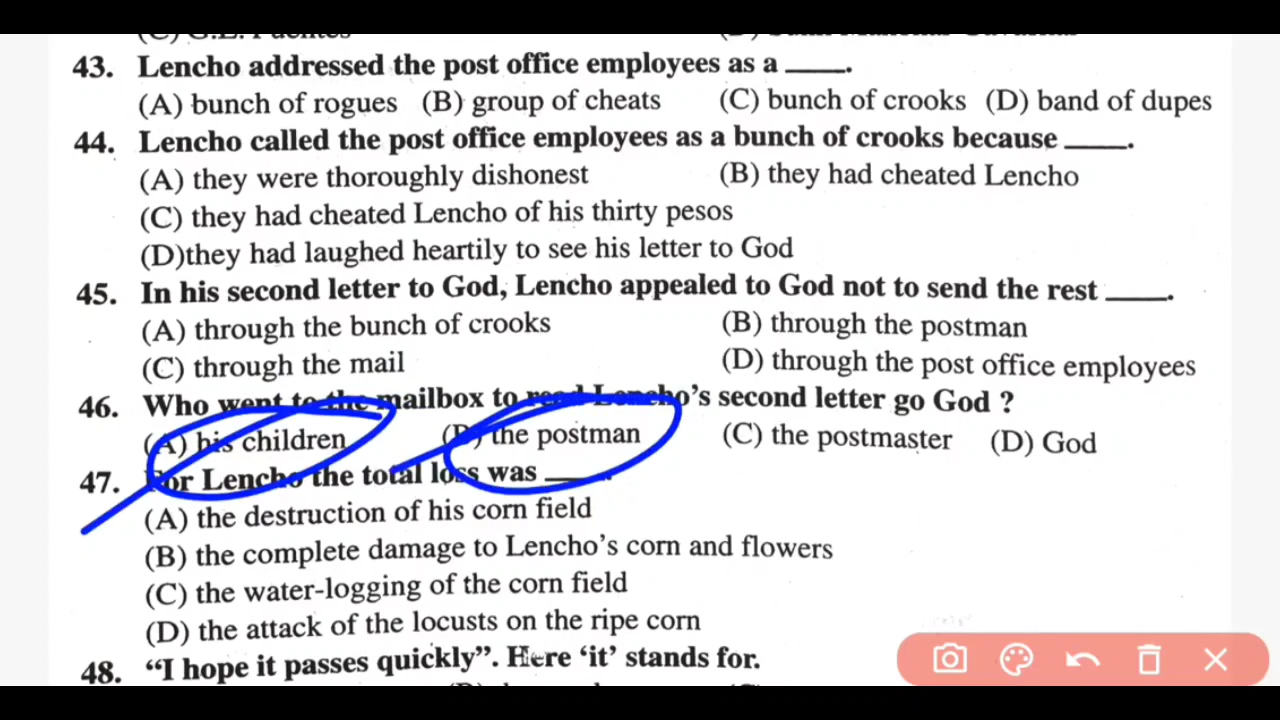 43. Lencho addressed the post office employees as a ____.
(A) bunch of rogues (B) group of cheats (C) bunch of crooks (D) band of dupes
44. Lencho called the post office employees as a bunch of crooks because ____.
(A) they were thoroughly dishonest (B) they had cheated Lencho
(C) they had cheated Lencho of his thirty pesos
(D)they had laughed heartily to see his letter to God
45. In his second letter to God, Lencho appealed to God not to send the rest ____.
(A) through the bunch of crooks (B) through the postman
(C) through the mail (D) through the post office employees
46. Who went to the mailbox to read Lencho's second letter go God ?
(A) his children (B) the postman (C) the postmaster (D) God
47. For Lencho the total loss was ____.
(A) the destruction of his corn field
(B) the complete damage to Lencho's corn and flowers
(C) the water-logging of the corn field
(D) the attack of the locusts on the ripe corn
48. “I hope it passes quickly”. Here ‘it’ stands for.